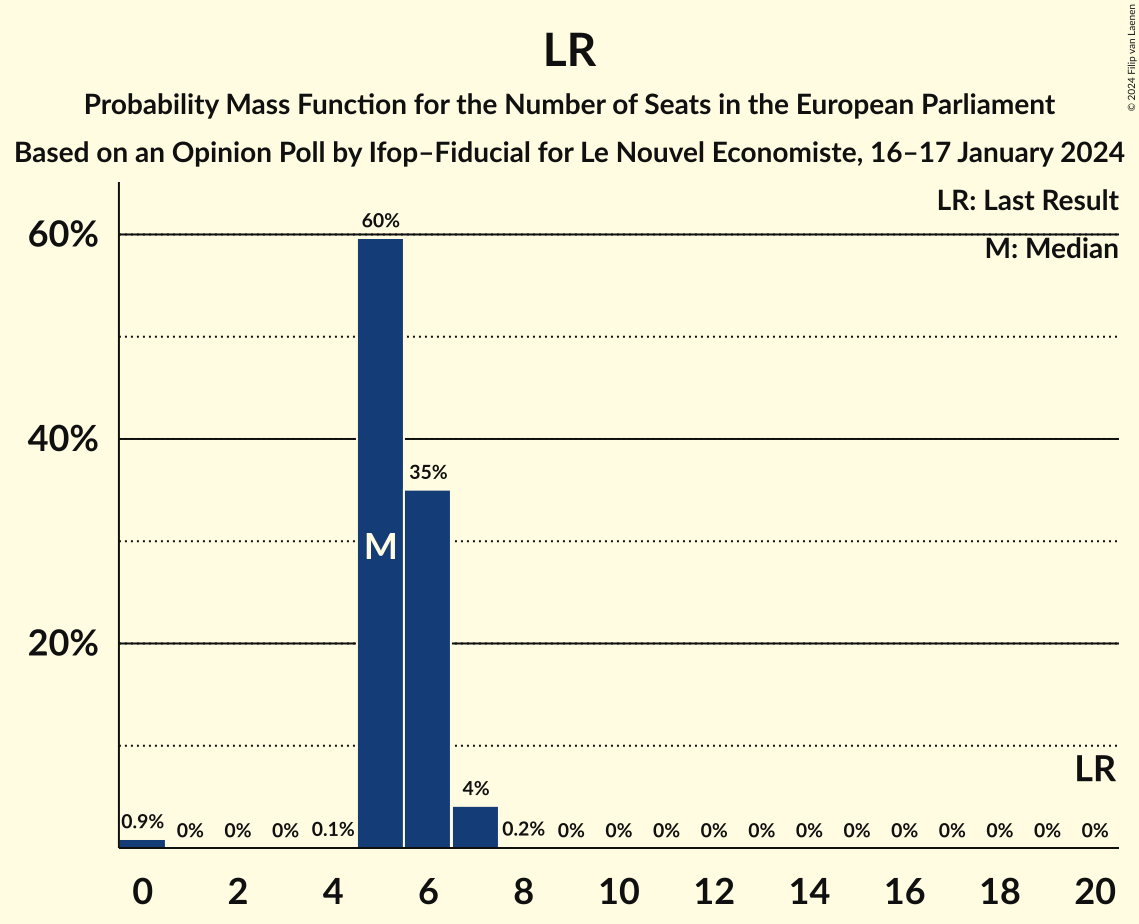 LR
Probability Mass Function for the Number of Seats in the European Parliament
Based on an Opinion Poll by Ifop–Fiducial for Le Nouvel Economiste, 16–17 January 2024
© 2024 Filip van Laenen
LR: Last Result
M: Median
60%
40%
20%
0.9% 0% 0% 0% 0.1% 60% 35% 4% 0.2% 0% 0% 0% 0% 0% 0% 0% 0% 0% 0% 0% 0%
M
LR
0 2 4 6 8 10 12 14 16 18 20